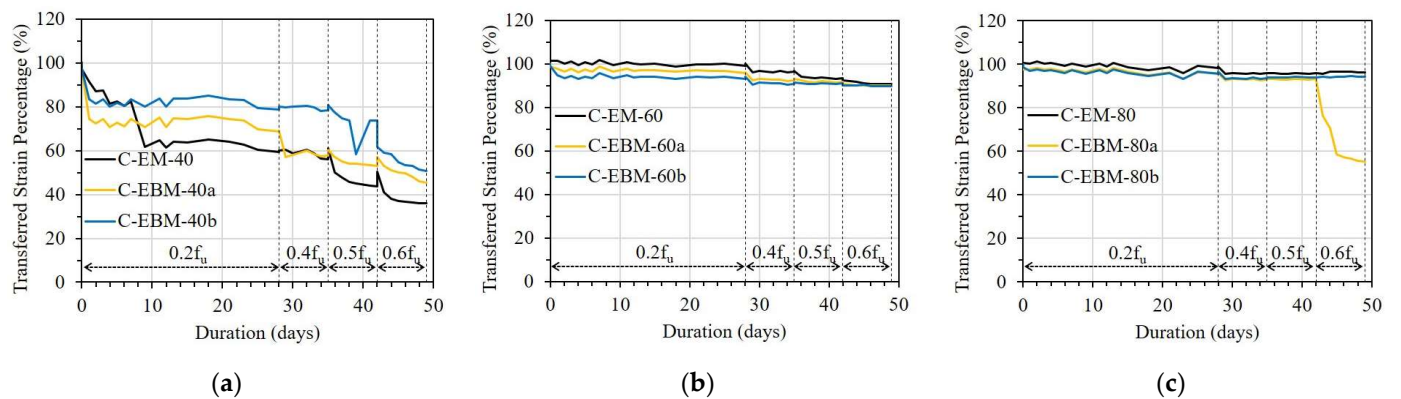 Transferred Strain Percentage (%)
120
100
80
60
40
20
0
C-EM-40
C-EBM-40a
C-EBM-40b
0.2fu
0.4fu
0.5fu
0.6fu
0 10 20 30 40 50
Duration (days)
(a)
Transferred Strain Percentage (%)
120
100
80
60
40
20
0
C-EM-60
C-EBM-60a
C-EBM-60b
0.2fu
0.4fu
0.5fu
0.6fu
0 10 20 30 40 50
Duration (days)
(b)
Transferred Strain Percentage (%)
120
100
80
60
40
20
0
C-EM-80
C-EBM-80a
C-EBM-80b
0.2fu
0.4fu
0.5fu
0.6fu
0 10 20 30 40 50
Duration (days)
(c)